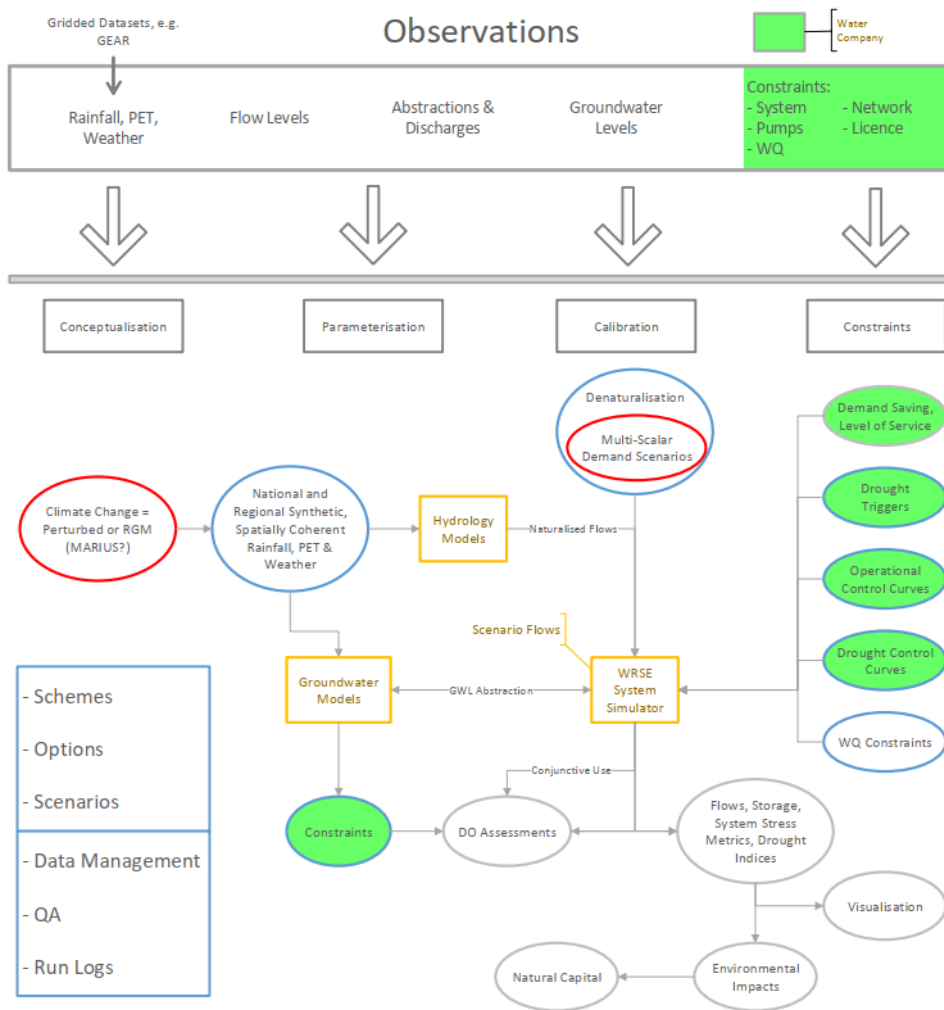 Gridded Datasets, e.g.
GEAR
Observations
Water
Company
Rainfall, PET,
Weather
Flow Levels
Abstractions &
Discharges
Groundwater
Levels
Constraints:
- System
- Network
- Pumps
- Licence
- WQ
Conceptualisation
Parameterisation
Calibration
Constraints
Denaturalisation
Multi-Scalar
Demand Scenarios
Demand Saving,
Level of Service
Climate Change =
Perturbed or RGM
(MARIUS?)
National and
Regional Synthetic,
Spatially Coherent
Rainfall, PET &
Weather
Hydrology
Models
Naturalised Flows
Drought
Triggers
Operational
Control Curves
Scenario Flows
Drought Control
Curves
Groundwater
Models
GWL Abstraction
WRSE
System
Simulator
WQ Constraints
- Schemes
- Options
- Scenarios
- Data Management
- QA
- Run Logs
Conjunctive Use
Constraints
DO Assessments
Flows, Storage,
System Stress
Metrics, Drought
Indices
Visualisation
Natural Capital
Environmental
Impacts